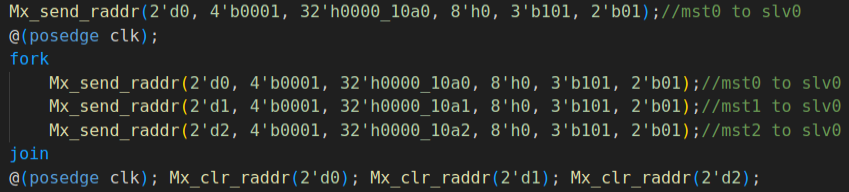 Mx_send_raddr(2'd0, 4'b0001, 32'h0000_10a0, 8'h0, 3'b101, 2'b01);//mst0 to slv0
@(posedge clk);
fork
    Mx_send_raddr(2'd0, 4'b0001, 32'h0000_10a0, 8'h0, 3'b101, 2'b01);//mst0 to slv0
    Mx_send_raddr(2'd1, 4'b0001, 32'h0000_10a1, 8'h0, 3'b101, 2'b01);//mst1 to slv0
    Mx_send_raddr(2'd2, 4'b0001, 32'h0000_10a2, 8'h0, 3'b101, 2'b01);//mst2 to slv0
join
@(posedge clk); Mx_clr_raddr(2'd0); Mx_clr_raddr(2'd1); Mx_clr_raddr(2'd2);